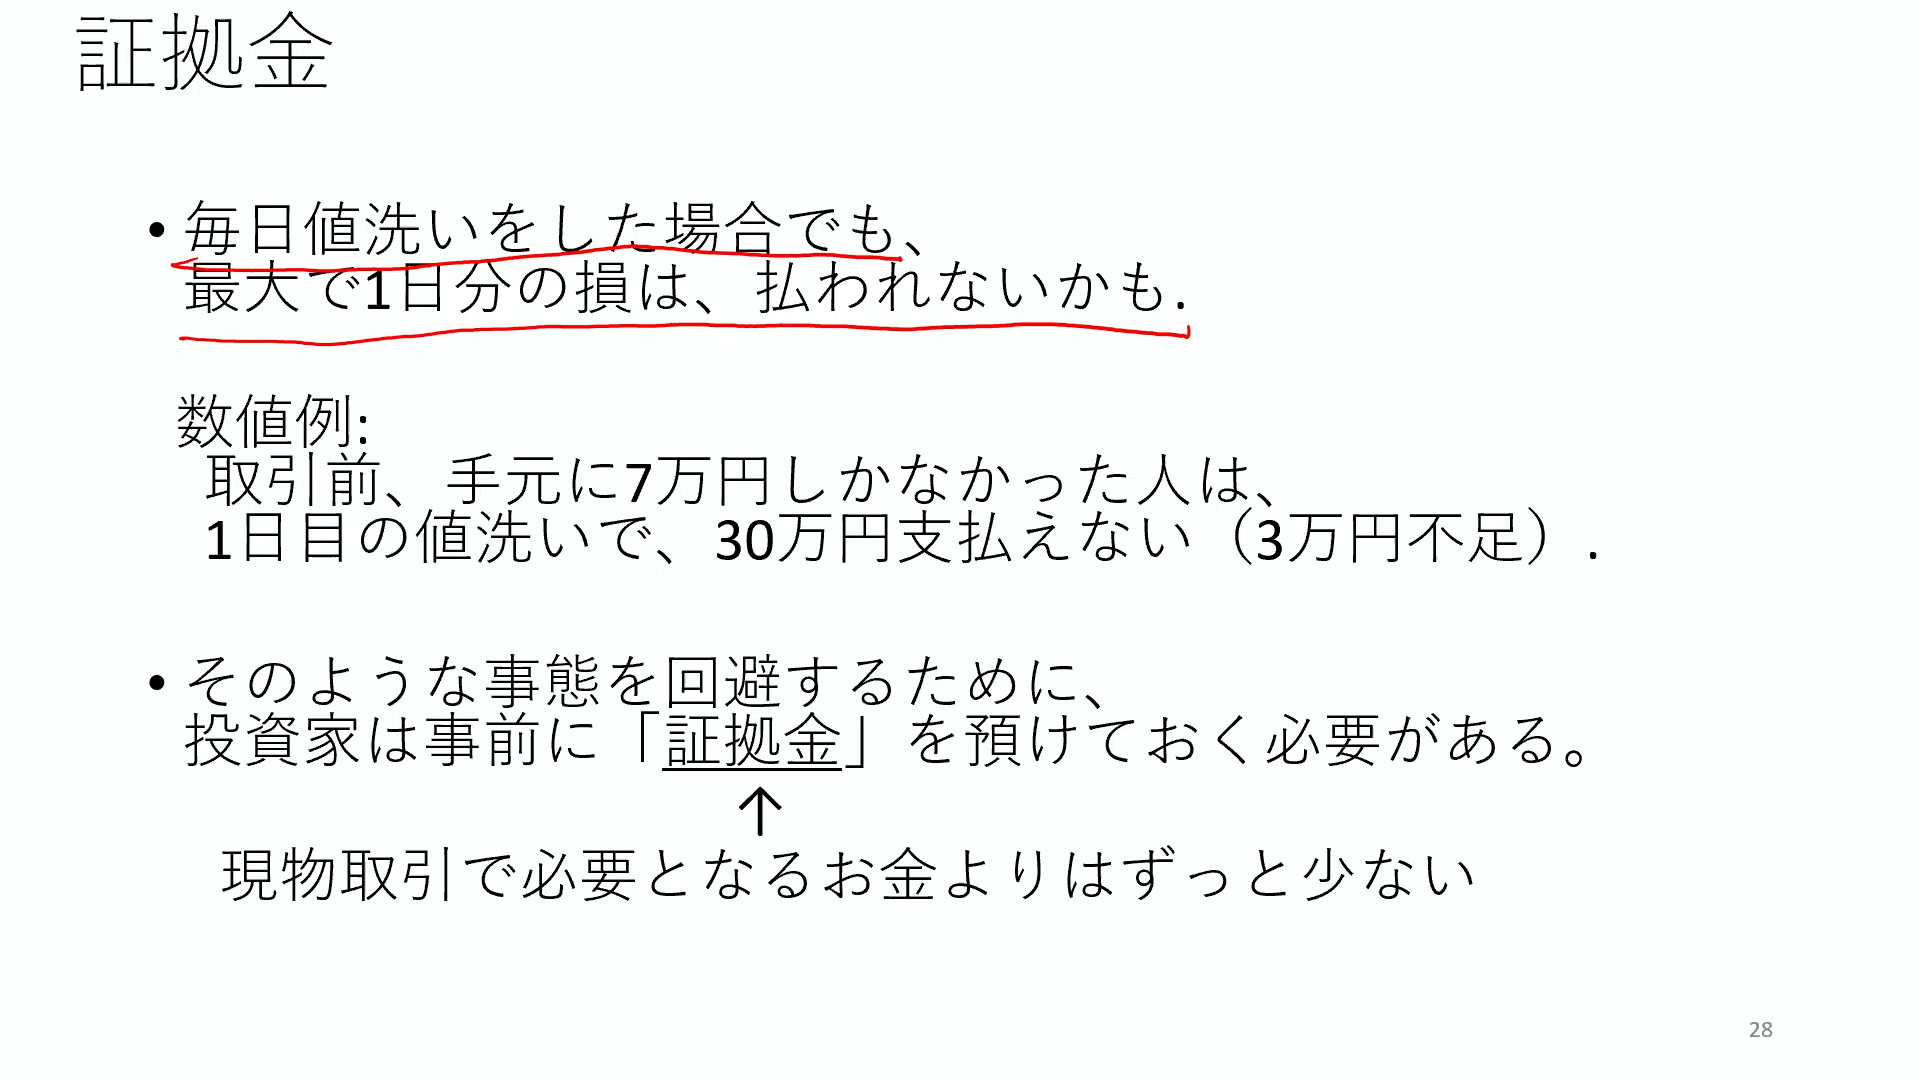 証拠金
• 毎日値洗いをした場合でも、
最大で1日分の損は、払われないかも.
数値例:
取引前、手元に7万円しかなかった人は、
1日目の値洗いで、30万円支払えない（3万円不足）.
• そのような事態を回避するために、
投資家は事前に「証拠金」を預けておく必要がある。
↑
現物取引で必要となるお金よりはずっと少ない
28